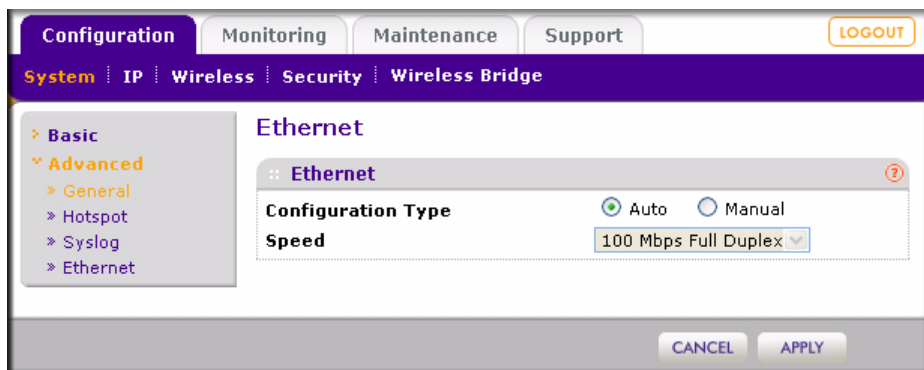 Configuration Monitoring Maintenance Support LOGOUT
System IP Wireless Security Wireless Bridge
Basic
Advanced
» General
» Hotspot
» Syslog
» Ethernet
Ethernet
Ethernet ?
Configuration Type Auto Manual
Speed 100 Mbps Full Duplex
CANCEL APPLY